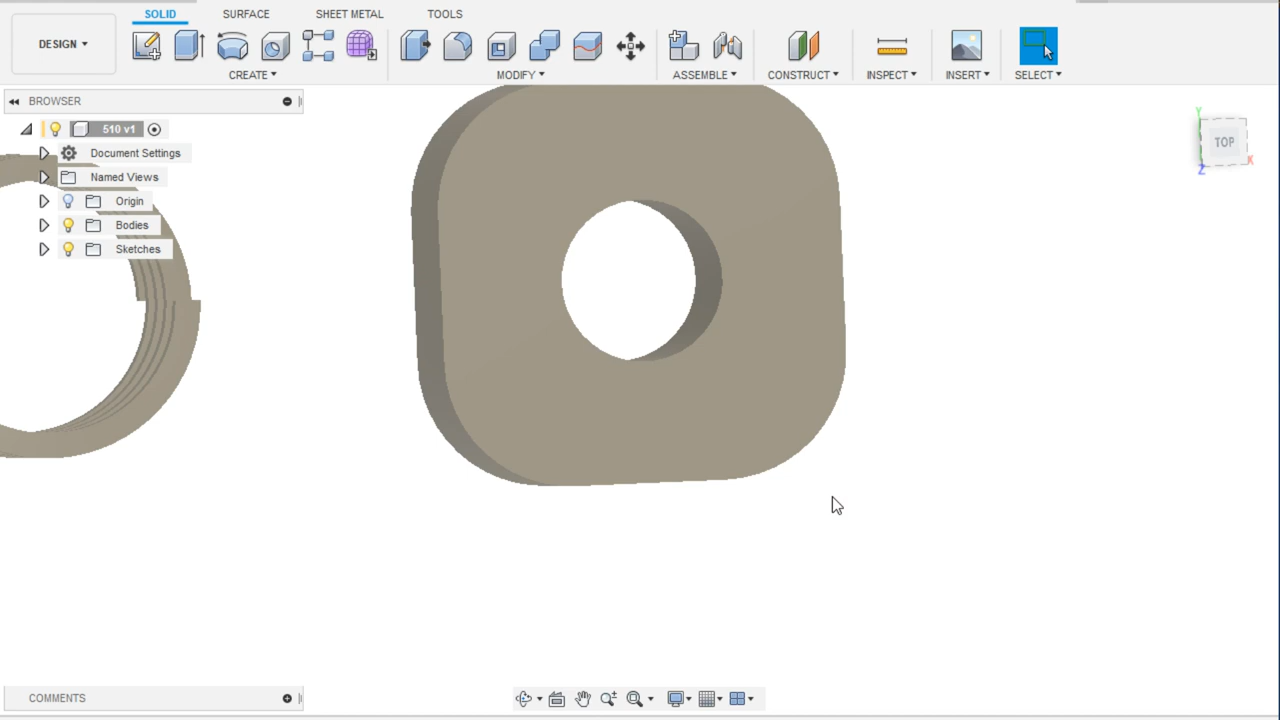 SOLID SURFACE SHEET METAL TOOLS
DESIGN
CREATE MODIFY ASSEMBLE CONSTRUCT INSPECT INSERT SELECT
BROWSER
510 v1
Document Settings
Named Views
Origin
Bodies
Sketches
Y
TOP
X
Z
COMMENTS